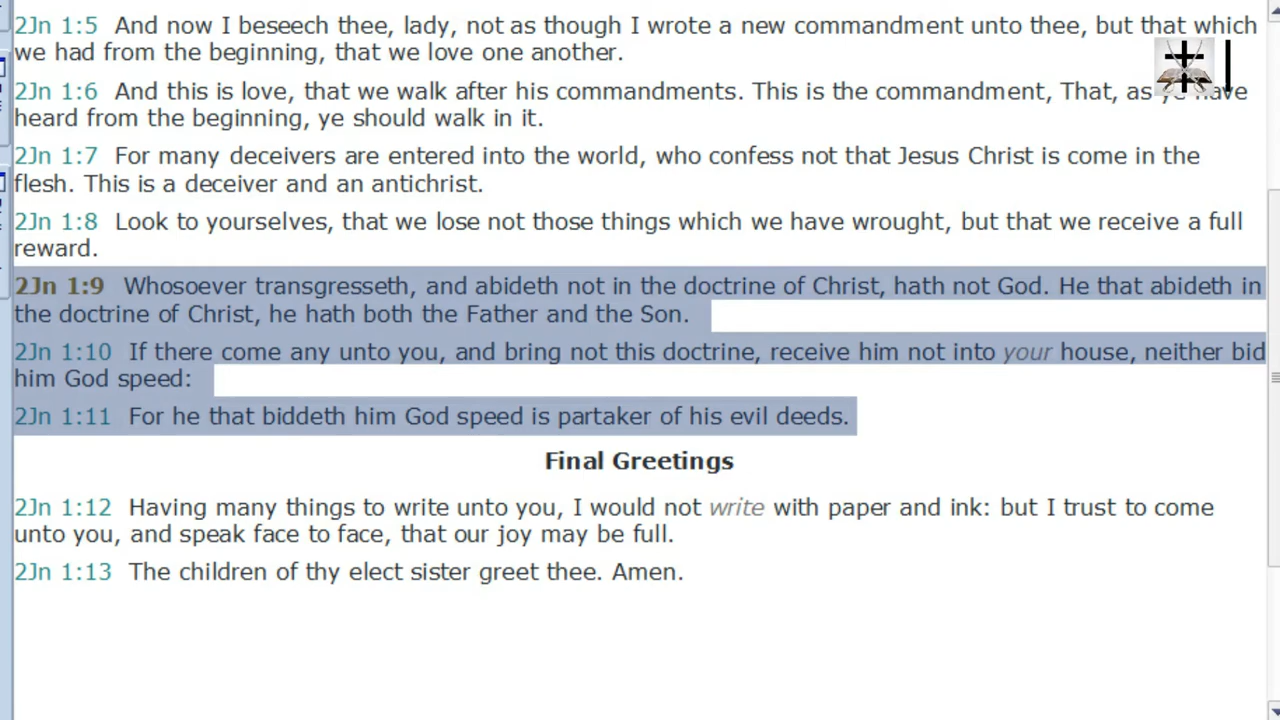 2Jn 1:5 And now I beseech thee, lady, not as though I wrote a new commandment unto thee, but that which
we had from the beginning, that we love one another.
2Jn 1:6 And this is love, that we walk after his commandments. This is the commandment, That, as ye have
heard from the beginning, ye should walk in it.
2Jn 1:7 For many deceivers are entered into the world, who confess not that Jesus Christ is come in the
flesh. This is a deceiver and an antichrist.
2Jn 1:8 Look to yourselves, that we lose not those things which we have wrought, but that we receive a full
reward.
2Jn 1:9 Whosoever transgresseth, and abideth not in the doctrine of Christ, hath not God. He that abideth in
the doctrine of Christ, he hath both the Father and the Son.
2Jn 1:10 If there come any unto you, and bring not this doctrine, receive him not into your house, neither bid
him God speed:
2Jn 1:11 For he that biddeth him God speed is partaker of his evil deeds.
Final Greetings
2Jn 1:12 Having many things to write unto you, I would not write with paper and ink: but I trust to come
unto you, and speak face to face, that our joy may be full.
2Jn 1:13 The children of thy elect sister greet thee. Amen.